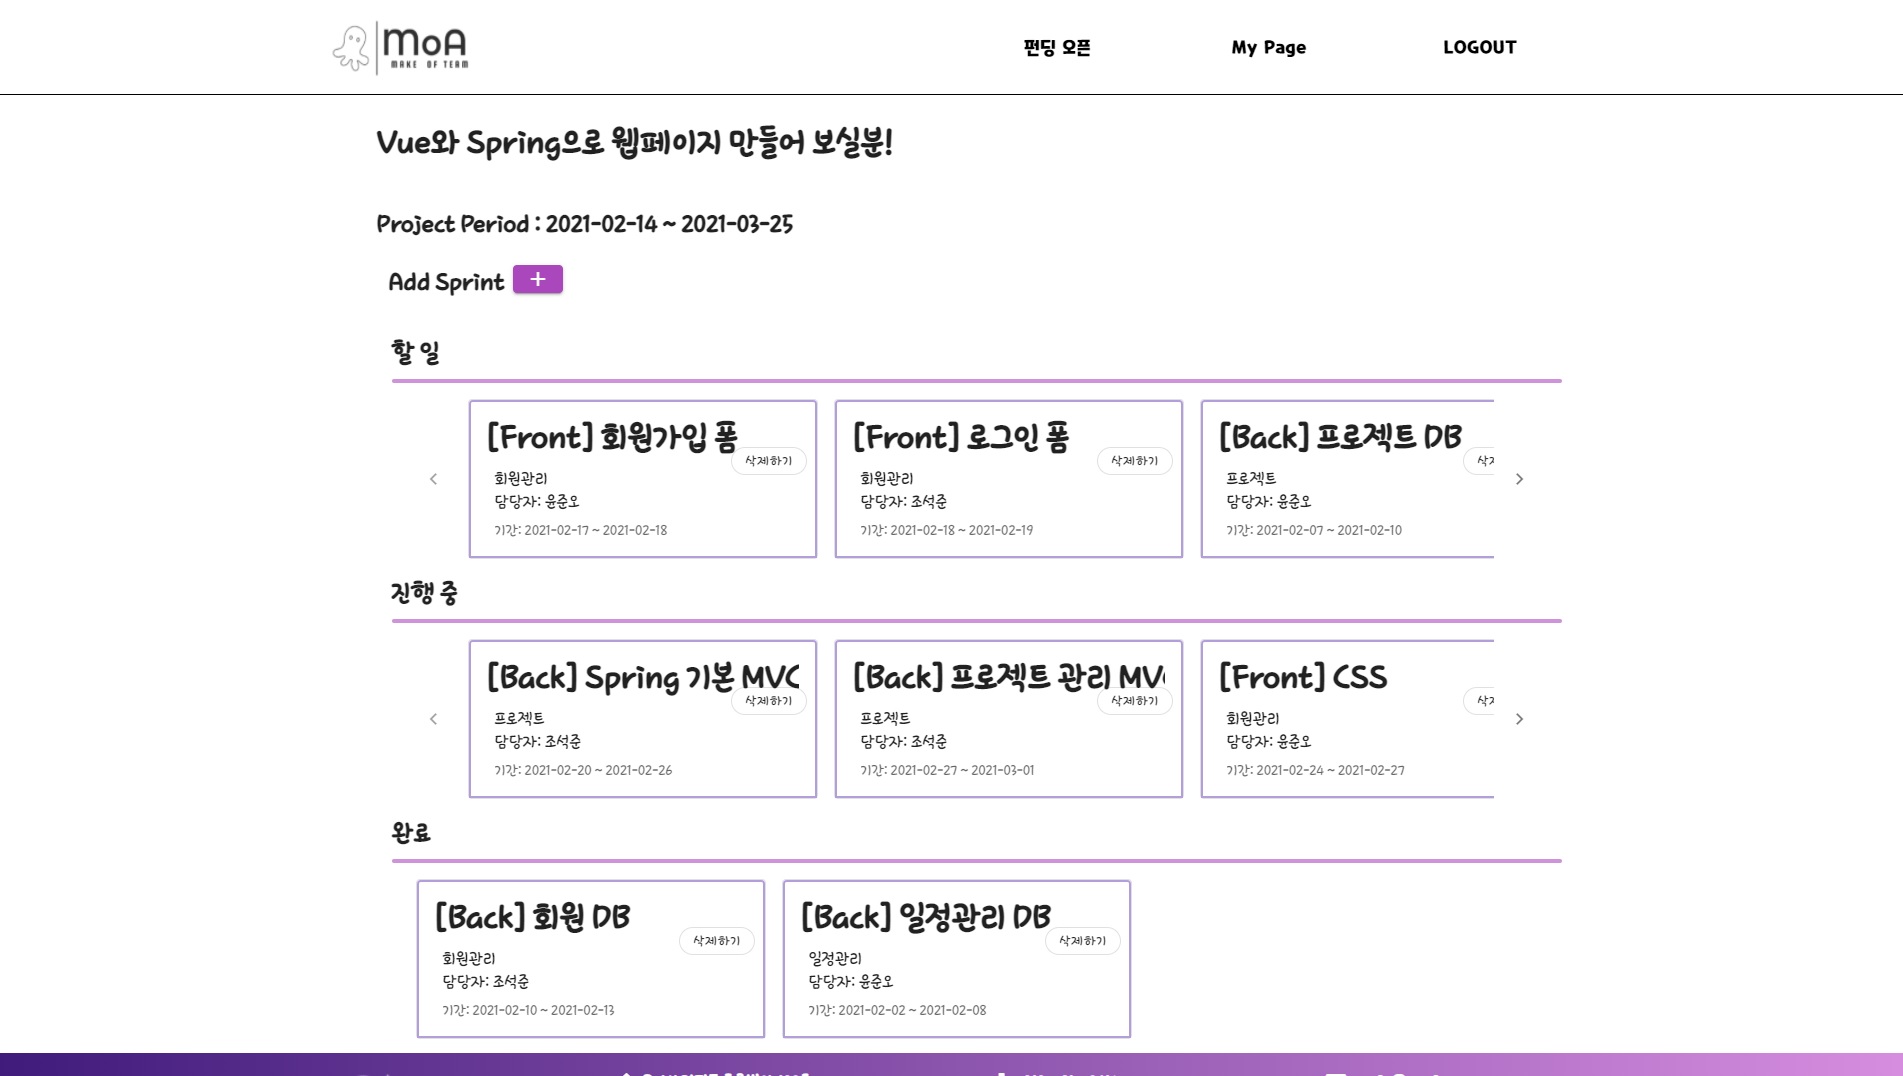 MoA
MAKE OF TEAM
펀딩 오픈
My Page
LOGOUT
Vue와 Spring으로 웹페이지 만들어 보실분!
Project Period : 2021-02-14 ~ 2021-03-25
Add Sprint +
할 일
[Front] 회원가입 폼
삭제하기
회원관리
담당자: 윤준오
기간: 2021-02-17 ~ 2021-02-18
[Front] 로그인 폼
삭제하기
회원관리
담당자: 조석준
기간: 2021-02-18 ~ 2021-02-19
[Back] 프로젝트 DB
프로젝트
담당자: 윤준오
기간: 2021-02-07 ~ 2021-02-10
진행 중
[Back] Spring 기본 MVC
삭제하기
프로젝트
담당자: 조석준
기간: 2021-02-20 ~ 2021-02-26
[Back] 프로젝트 관리 MV
삭제하기
프로젝트
담당자: 조석준
기간: 2021-02-27 ~ 2021-03-01
[Front] CSS
회원관리
담당자: 윤준오
기간: 2021-02-24 ~ 2021-02-27
완료
[Back] 회원 DB
삭제하기
회원관리
담당자: 조석준
기간: 2021-02-10 ~ 2021-02-13
[Back] 일정관리 DB
삭제하기
일정관리
담당자: 윤준오
기간: 2021-02-02 ~ 2021-02-08